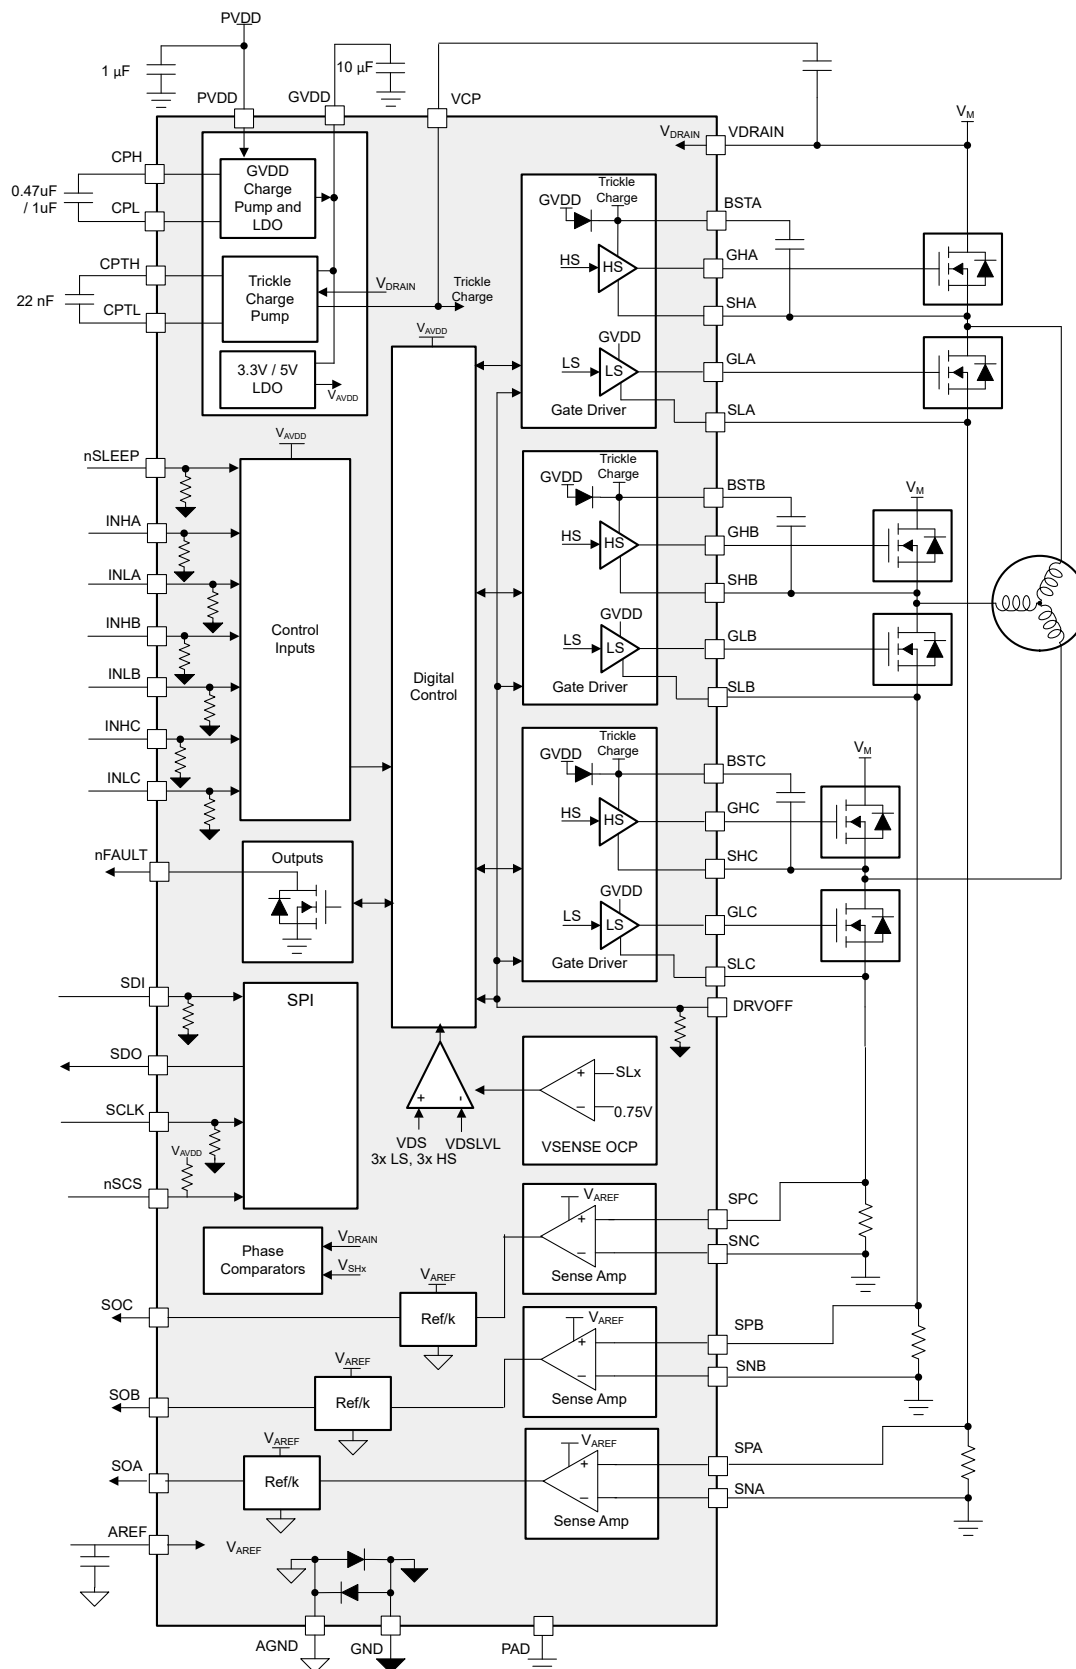 PVDD
1 µF
10 µF
PVDD
GVDD
VCP
VM
VDRAIN
VDRAIN
CPH
0.47uF
/ 1uF
CPL
GVDD
Charge
Pump and
LDO
CPTH
22 nF
CPTL
Trickle
Charge
Pump
VDRAIN
Trickle
Charge
3.3V / 5V
LDO
VAVDD
VAVDD
Digital
Control
GVDD
Trickle
Charge
HS
HS
GVDD
LS
LS
Gate Driver
BSTA
GHA
SHA
GLA
SLA
nSLEEP
INHA
INLA
INHB
INLB
INHC
INLC
VAVDD
Control
Inputs
GVDD
Trickle
Charge
HS
HS
GVDD
LS
LS
Gate Driver
BSTB
GHB
SHB
GLB
SLB
VM
GVDD
Trickle
Charge
HS
HS
GVDD
LS
LS
Gate Driver
BSTC
GHC
SHC
GLC
SLC
VM
DRVOFF
nFAULT
Outputs
SDI
SDO
SCLK
VAVDD
nSCS
SPI
+
-
VDS
3x LS, 3x HS
VDSLVL
+
−
SLx
0.75V
VSENSE OCP
Phase
Comparators
VDRAIN
VSHx
VAREF
+
−
Sense Amp
SPC
SNC
SOC
VAREF
Ref/k
VAREF
+
−
Sense Amp
SPB
SNB
SOB
VAREF
Ref/k
VAREF
+
−
Sense Amp
SPA
SNA
SOA
VAREF
Ref/k
AREF
VAREF
AGND
GND
PAD